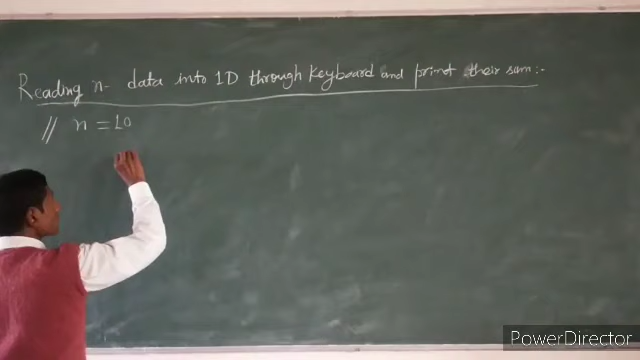 Reading n- data into 1D through Keyboard and print their sum:-
// n = 10
PowerDirector